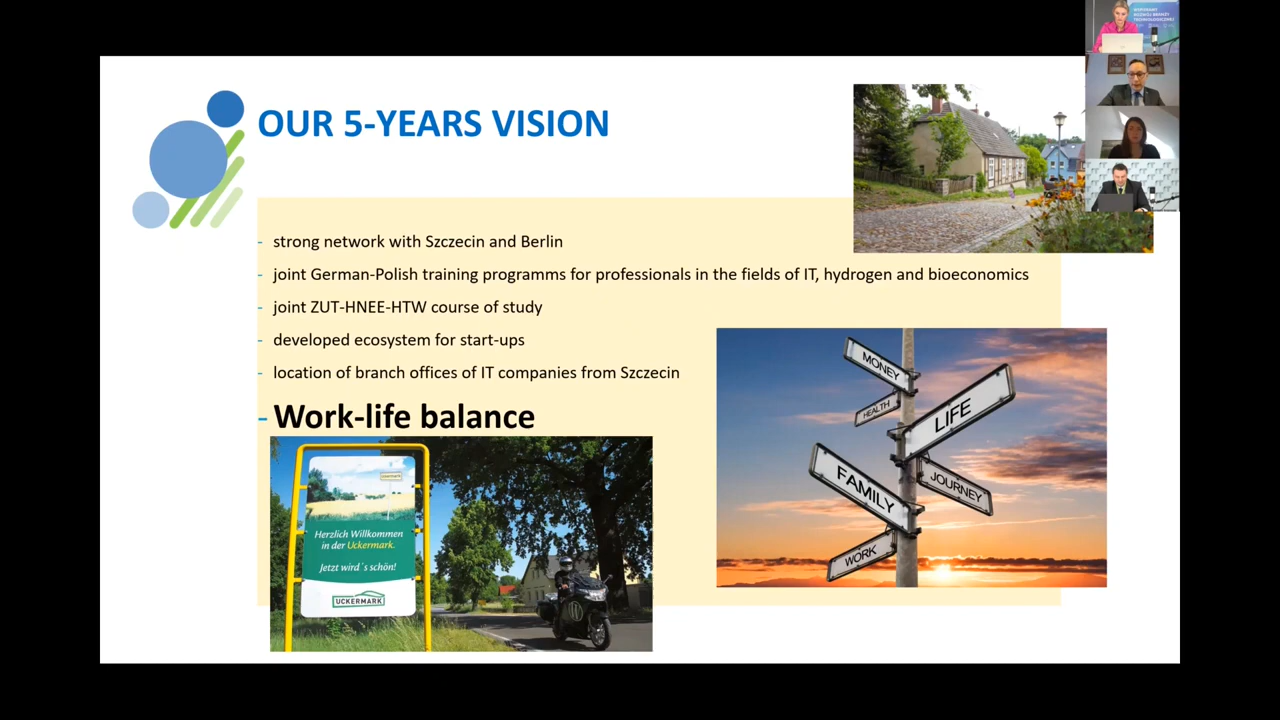 OUR 5-YEARS VISION
- strong network with Szczecin and Berlin
- joint German-Polish training programms for professionals in the fields of IT, hydrogen and bioeconomics
- joint ZUT-HNEE-HTW course of study
- developed ecosystem for start-ups
- location of branch offices of IT companies from Szczecin
- Work-life balance
MONEY
HEALTH
LIFE
FAMILY
JOURNEY
WORK
Herzlich Willkommen
in der Uckermark.
Jetzt wird´s schön!
UCKERMARK